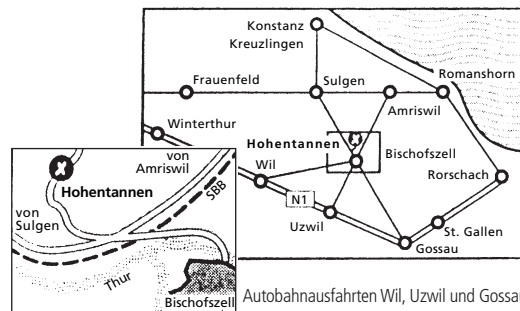 Konstanz
Kreuzlingen
Frauenfeld
Sulgen
Romanshorn
Amriswil
Winterthur
Hohentannen
Bischofszell
Wil
Rorschach
N1
Uzwil
St. Gallen
Gossau
von
Amriswil
SBB
Hohentannen
von
Sulgen
Thur
Bischofszell
Autobahnausfahrten Wil, Uzwil und Gossau